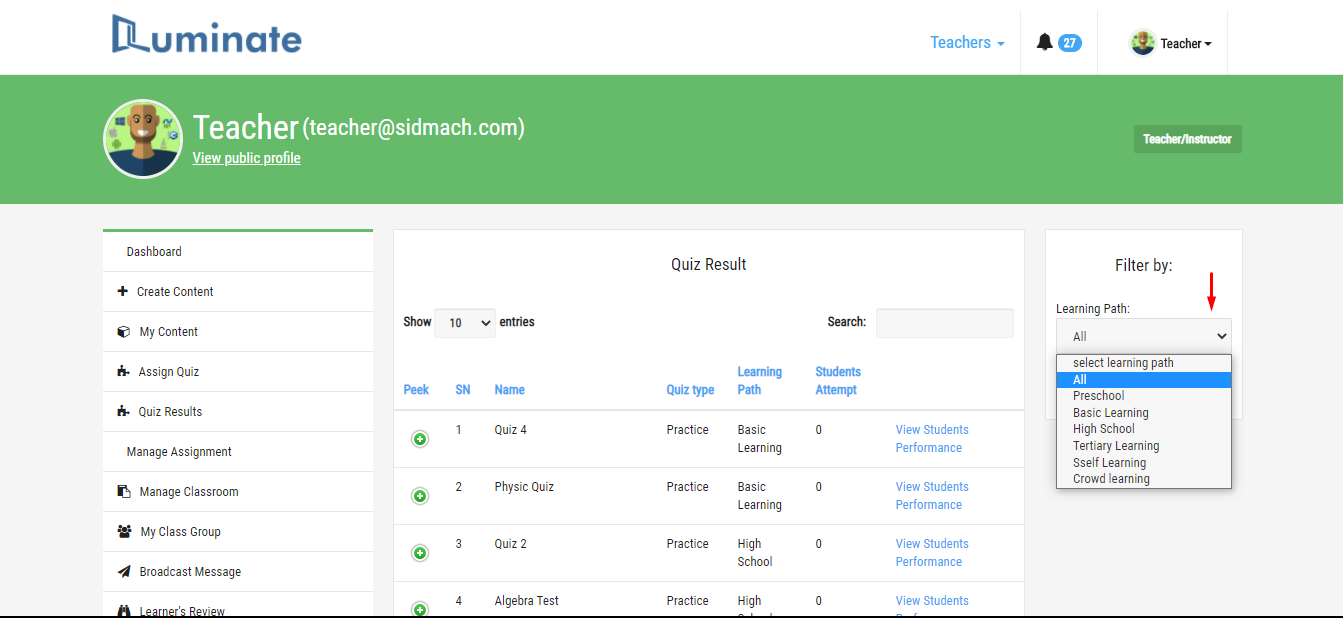 Luminate
Teachers
27
Teacher
Teacher (teacher@sidmach.com)
View public profile
Teacher/Instructor
Dashboard
Create Content
My Content
Assign Quiz
Quiz Results
Manage Assignment
Manage Classroom
My Class Group
Broadcast Message
Learner's Review
Quiz Result
Show 10 entries
Search:
Peek SN Name Quiz type Learning Path Students Attempt
1 Quiz 4 Practice Basic Learning 0 View Students Performance
2 Physic Quiz Practice Basic Learning 0 View Students Performance
3 Quiz 2 Practice High School 0 View Students Performance
4 Algebra Test Practice High School 0 View Students Performance
Filter by:
Learning Path:
All
select learning path
All
Preschool
Basic Learning
High School
Tertiary Learning
Sself Learning
Crowd learning